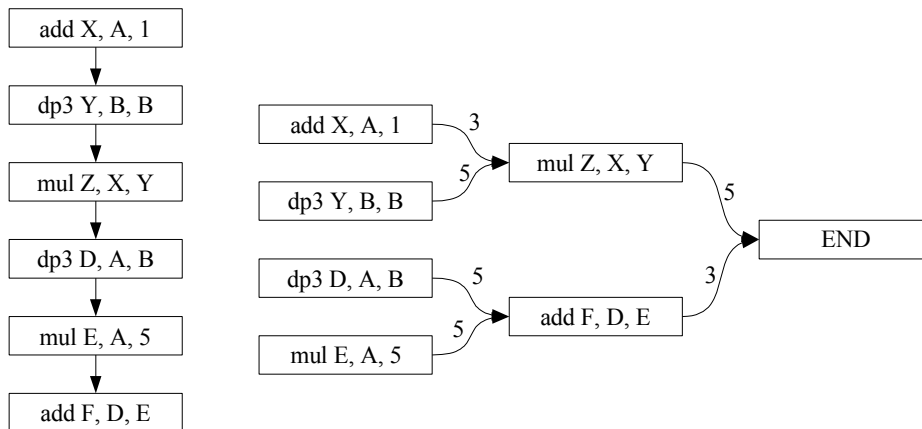 add X, A, 1
dp3 Y, B, B
mul Z, X, Y
dp3 D, A, B
mul E, A, 5
add F, D, E
add X, A, 1
3
dp3 Y, B, B
5
mul Z, X, Y
5
dp3 D, A, B
5
mul E, A, 5
5
add F, D, E
3
END